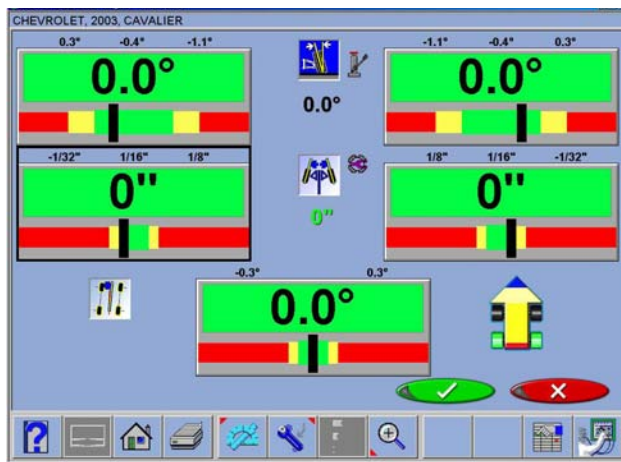 CHEVROLET, 2003, CAVALIER
0.3° -0.4° -1.1°
0.0°
0.0°
-1.1° -0.4° 0.3°
0.0°
-1/32" 1/16" 1/8"
0"
0"
1/8" 1/16" -1/32"
0"
-0.3° 0.3°
0.0°
?